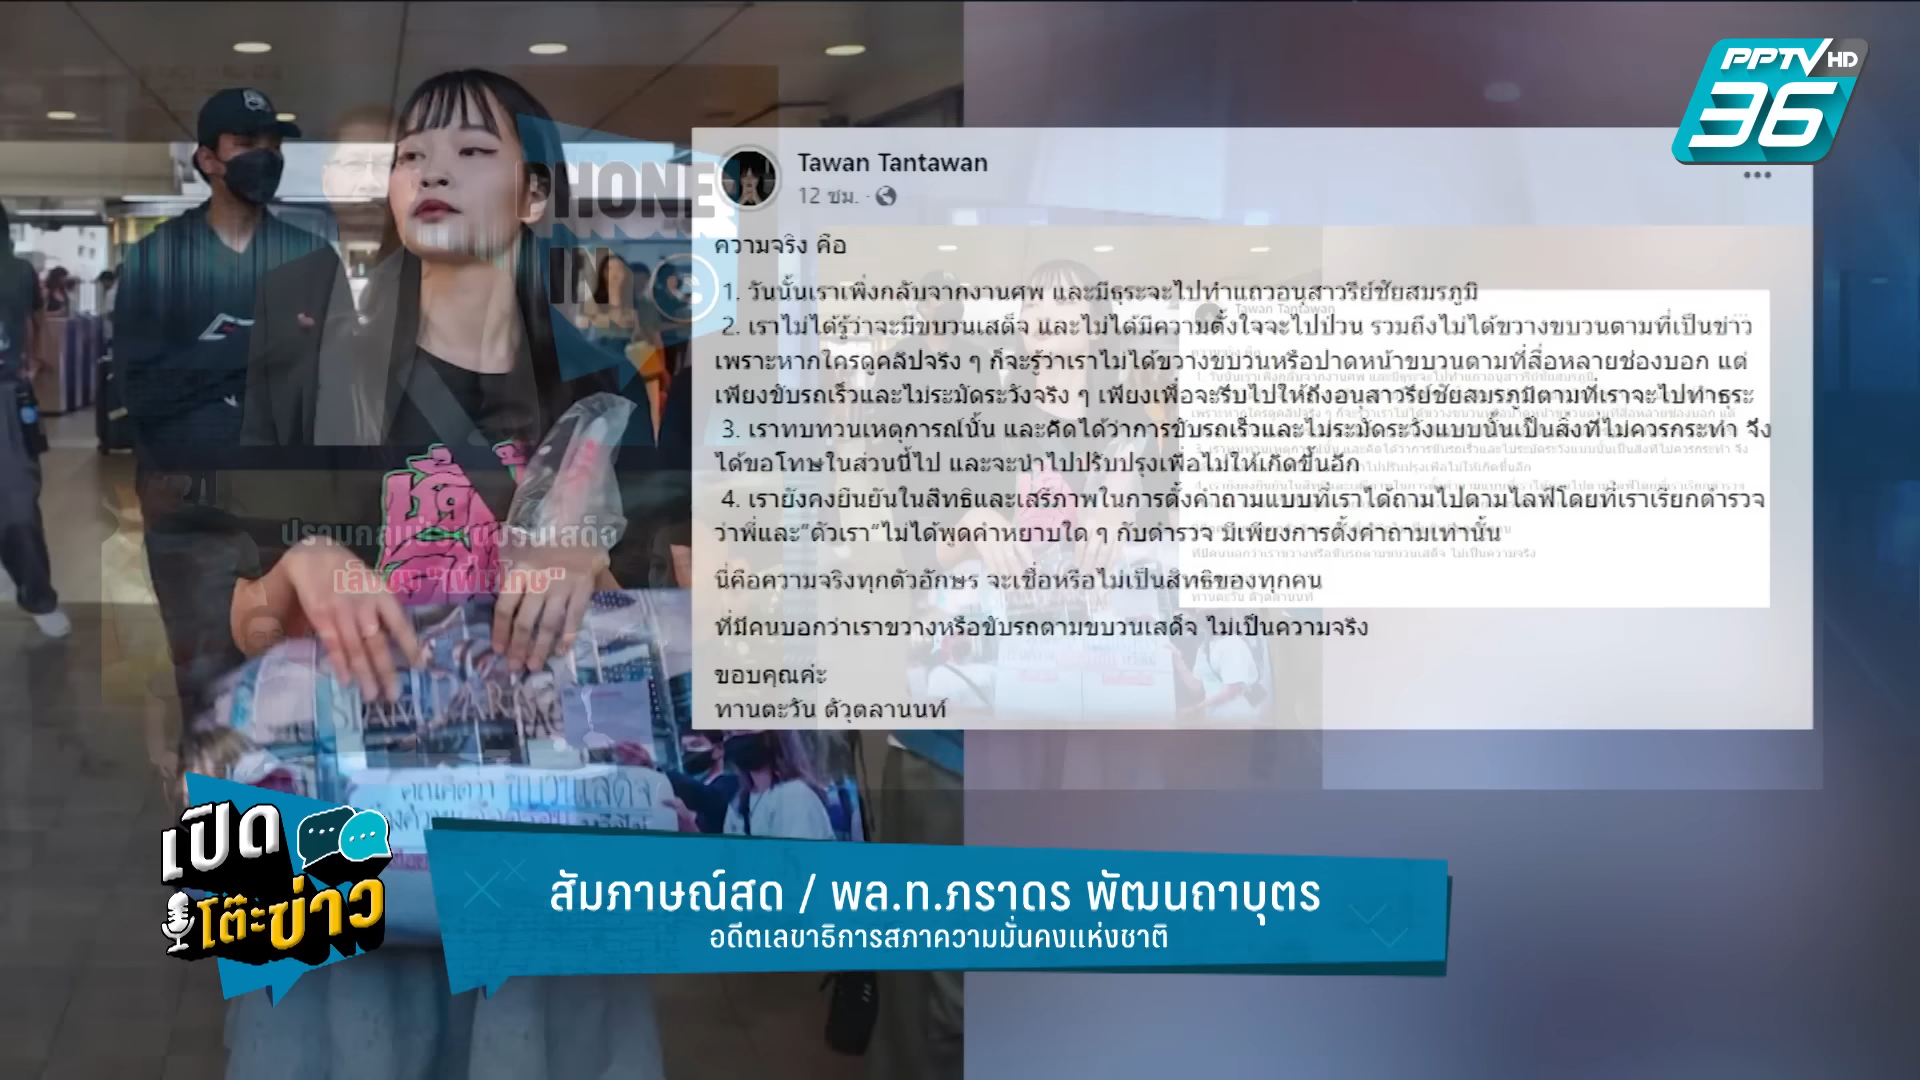 PPTV HD
36
PHONE
IN
Tawan Tantawan
12 ชม.
ความจริง คือ
1. วันนั้นเราเพิ่งกลับจากงานศพ และมีธุระจะไปทำแถวอนุสาวรีย์ชัยสมรภูมิ
2. เราไม่ได้รู้ว่าจะมีขบวนเสด็จ และไม่ได้มีความตั้งใจจะไปป่วน รวมถึงไม่ได้ขวางขบวนตามที่เป็นข่าว
เพราะหากใครดูคลิปจริง ๆ ก็จะรู้ว่าเราไม่ได้ขวางขบวนหรือปาดหน้าขบวนตามที่สื่อหลายช่องบอก แต่
เพียงขับรถเร็วและไม่ระมัดระวังจริง ๆ เพียงเพื่อจะรีบไปให้ถึงอนุสาวรีย์ชัยสมรภูมิตามที่เราจะไปทำธุระ
3. เราทบทวนเหตุการณ์นั้น และคิดได้ว่าการขับรถเร็วและไม่ระมัดระวังแบบนั้นเป็นสิ่งที่ไม่ควรกระทำ จึง
ได้ขอโทษในส่วนนี้ไป และจะนำไปปรับปรุงเพื่อไม่ให้เกิดขึ้นอีก
4. เรายังคงยืนยันในสิทธิและเสรีภาพในการตั้งคำถามแบบที่เราได้ถามไปตามไลฟ์โดยที่เราเรียกตำรวจ
ว่าพี่และ"ตัวเรา"ไม่ได้พูดคำหยาบใด ๆ กับตำรวจ มีเพียงการตั้งคำถามเท่านั้น
นี่คือความจริงทุกตัวอักษร จะเชื่อหรือไม่เป็นสิทธิของทุกคน
ที่มีคนบอกว่าเราขวางหรือขับรถตามขบวนเสด็จ ไม่เป็นความจริง
ขอบคุณค่ะ
ทานตะวัน ตัวตุลานนท์
คุณคิดว่า ขบวนเสด็จ
เปิด
โต๊ะข่าว
สัมภาษณ์สด / พล.ท.ภราดร พัฒนถาบุตร
อดีตเลขาธิการสภาความมั่นคงแห่งชาติ